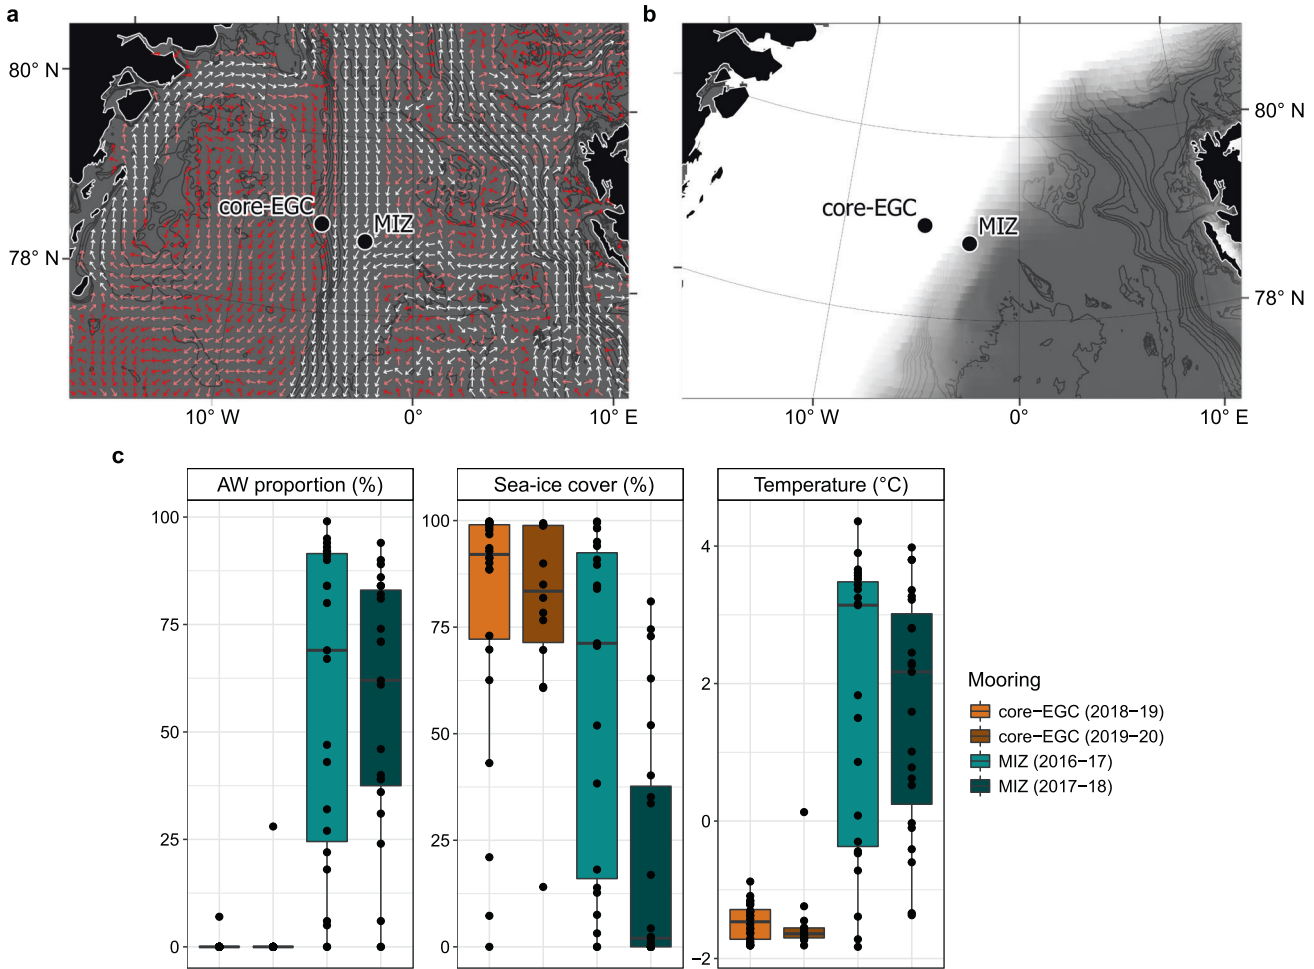 a
b
80° N
78° N
core-EGC
MIZ
10° W
0°
10° E
core-EGC
MIZ
80° N
78° N
10° W
0°
10° E
c
AW proportion (%)
Sea-ice cover (%)
Temperature (°C)
100
75
50
25
0
100
75
50
25
0
4
2
0
−2
Mooring
core−EGC (2018−19)
core−EGC (2019−20)
MIZ (2016−17)
MIZ (2017−18)